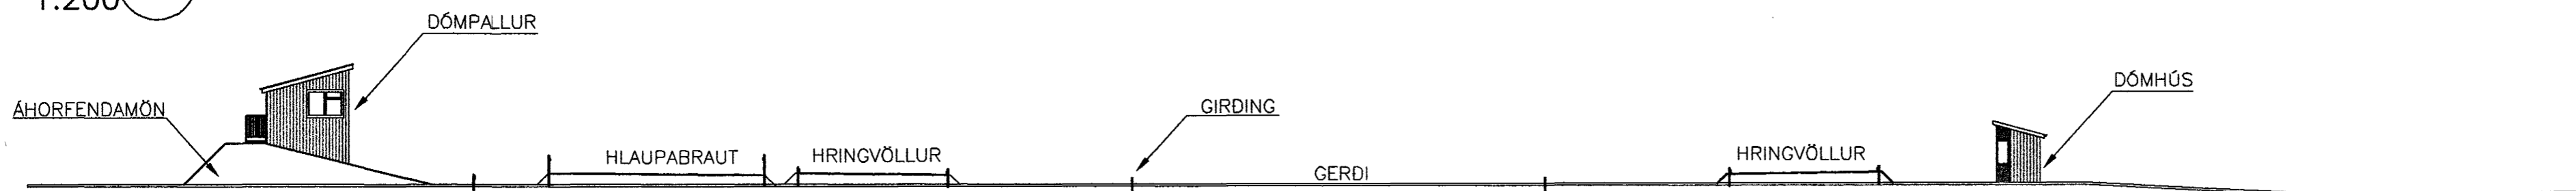 1:200
DÓMPALLUR
ÁHORFENDAMÖN
HLAUPABRAUT
HRINGVÖLLUR
GIRÐING
GERÐI
HRINGVÖLLUR
DÓMHÚS